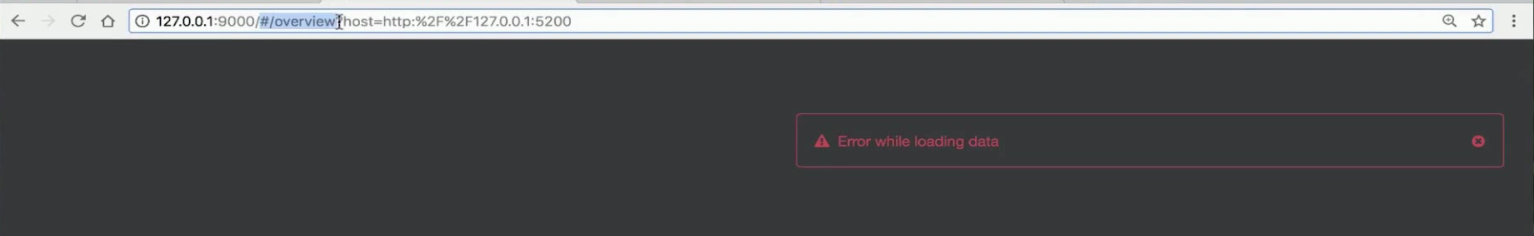 127.0.0.1:9000/#/overview?host=http:%2F%2F127.0.0.1:5200
Error while loading data